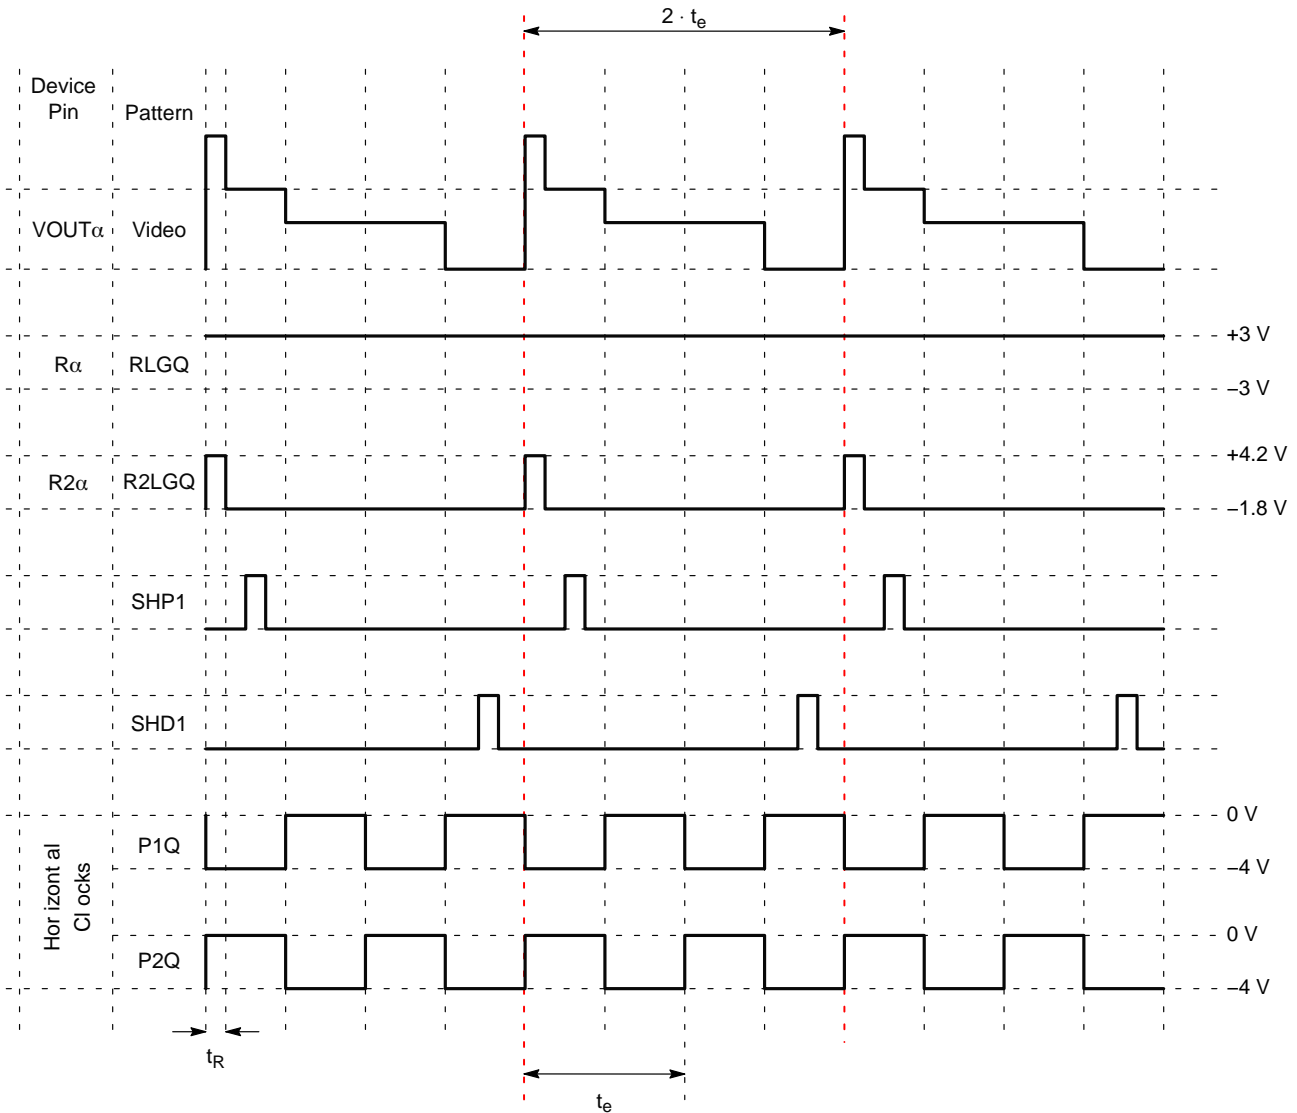 2 · te
Device
Pin
Pattern
VOUTα
Video
+3 V
Rα
RLGQ
−3 V
+4.2 V
R2α
R2LGQ
−1.8 V
SHP1
SHD1
0 V
P1Q
−4 V
Hor izont al
Cl ocks
0 V
P2Q
−4 V
tR
te